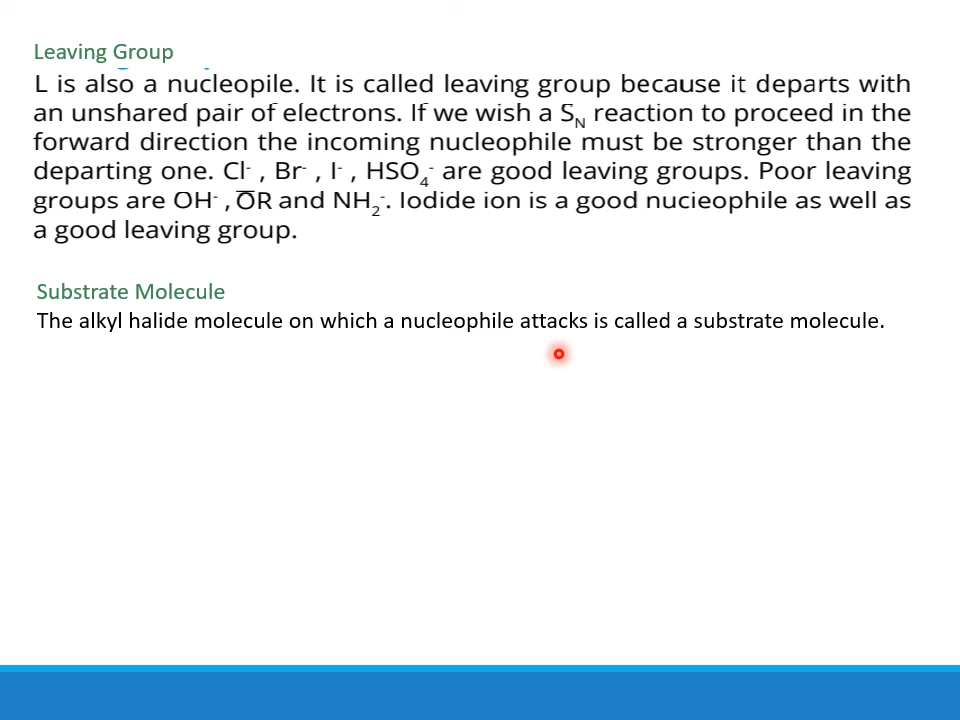 Leaving Group
L is also a nucleopile. It is called leaving group because it departs with
an unshared pair of electrons. If we wish a S_N reaction to proceed in the
forward direction the incoming nucleophile must be stronger than the
departing one. Cl⁻ , Br⁻ , I⁻ , HSO₄⁻ are good leaving groups. Poor leaving
groups are OH⁻ , O̅R and NH₂⁻. Iodide ion is a good nucieophile as well as
a good leaving group.
Substrate Molecule
The alkyl halide molecule on which a nucleophile attacks is called a substrate molecule.